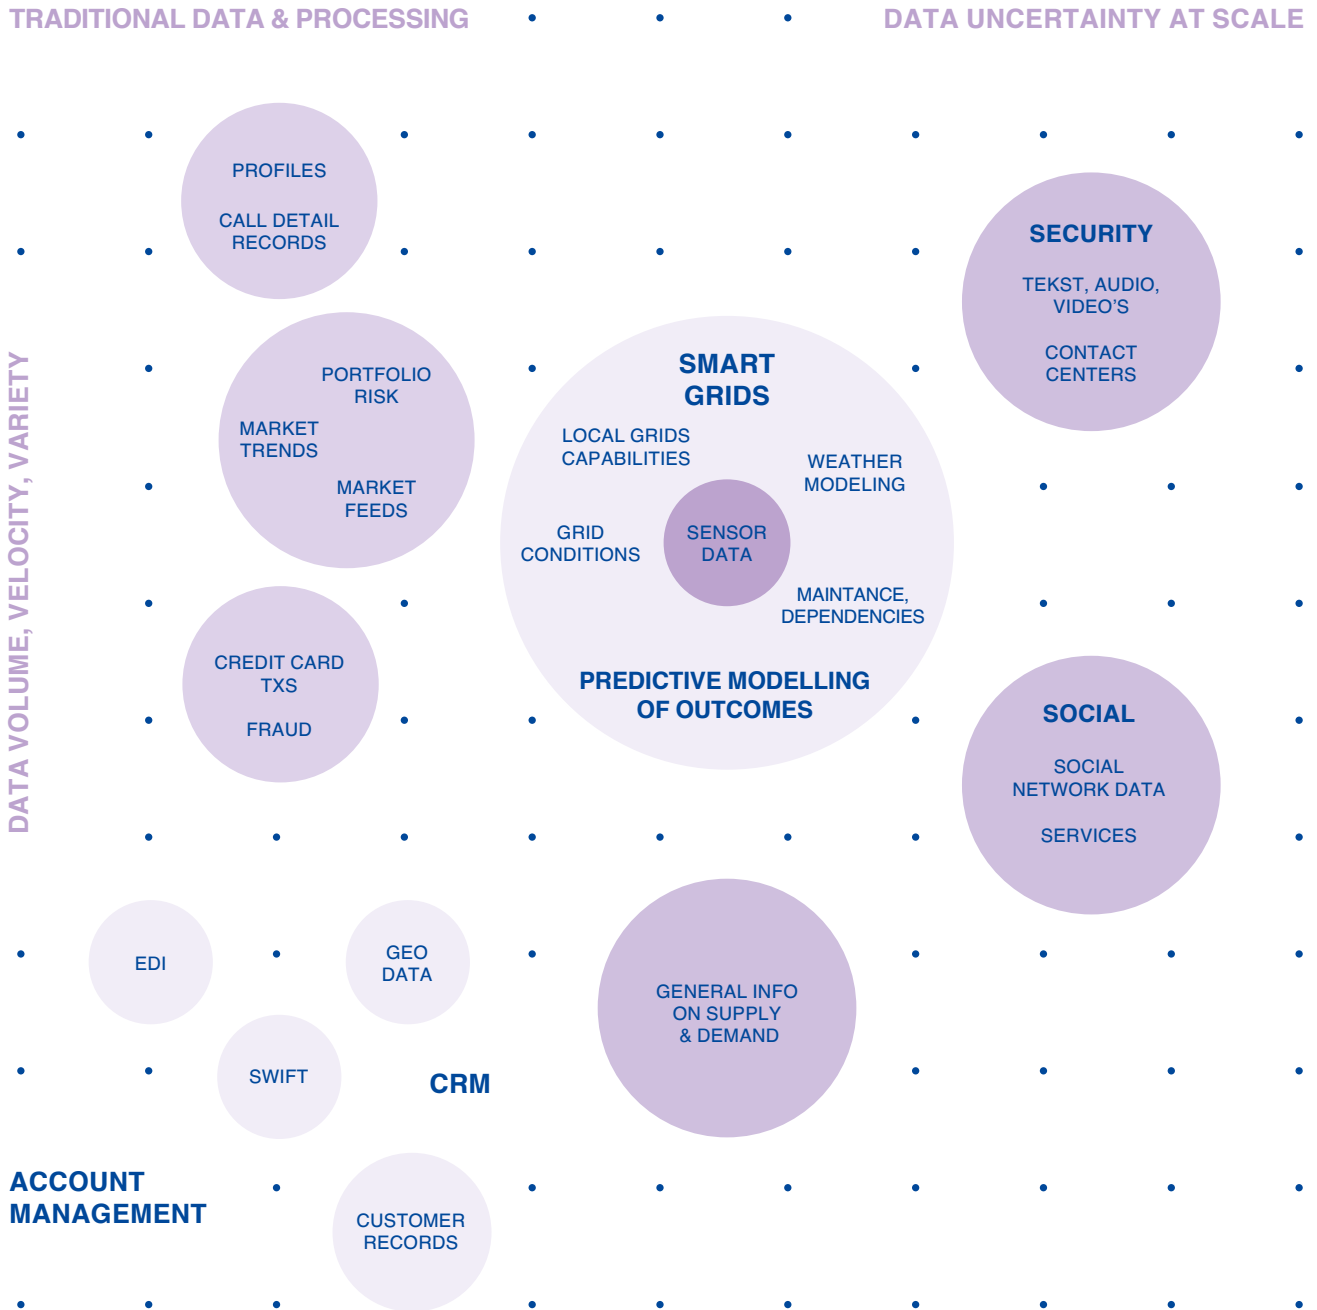 TRADITIONAL DATA & PROCESSING
DATA UNCERTAINTY AT SCALE
DATA VOLUME, VELOCITY, VARIETY
PROFILES
CALL DETAIL
RECORDS
PORTFOLIO
RISK
MARKET
TRENDS
MARKET
FEEDS
CREDIT CARD
TXS
FRAUD
SMART
GRIDS
LOCAL GRIDS
CAPABILITIES
WEATHER
MODELING
GRID
CONDITIONS
SENSOR
DATA
MAINTANCE,
DEPENDENCIES
PREDICTIVE MODELLING
OF OUTCOMES
SECURITY
TEKST, AUDIO,
VIDEO'S
CONTACT
CENTERS
SOCIAL
SOCIAL
NETWORK DATA
SERVICES
EDI
GEO
DATA
SWIFT
CRM
GENERAL INFO
ON SUPPLY
& DEMAND
ACCOUNT
MANAGEMENT
CUSTOMER
RECORDS